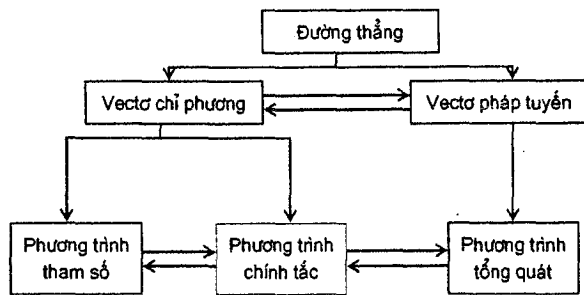 Đường thẳng
Vectơ chỉ phương
Vectơ pháp tuyến
Phương trình
tham số
Phương trình
chính tắc
Phương trình
tổng quát